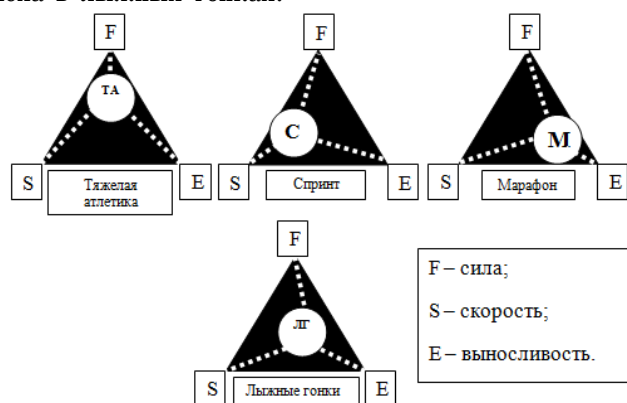 F
F
F
ТА
С
М
S
Тяжелая
атлетика
E
S
Спринт
E
S
Марафон
E
F
ЛГ
S
Лыжные гонки
E
F – сила;
S – скорость;
E – выносливость.